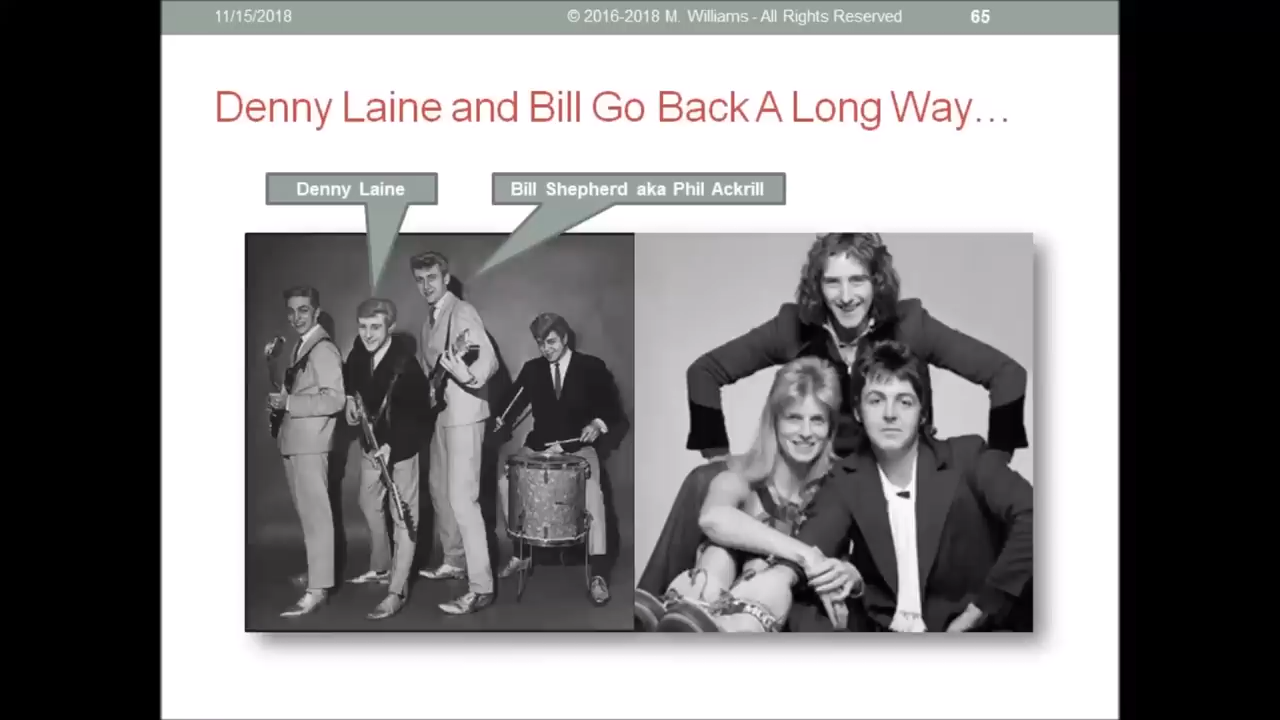 11/15/2018
© 2016-2018 M. Williams - All Rights Reserved
65
Denny Laine and Bill Go Back A Long Way…
Denny Laine
Bill Shepherd aka Phil Ackrill